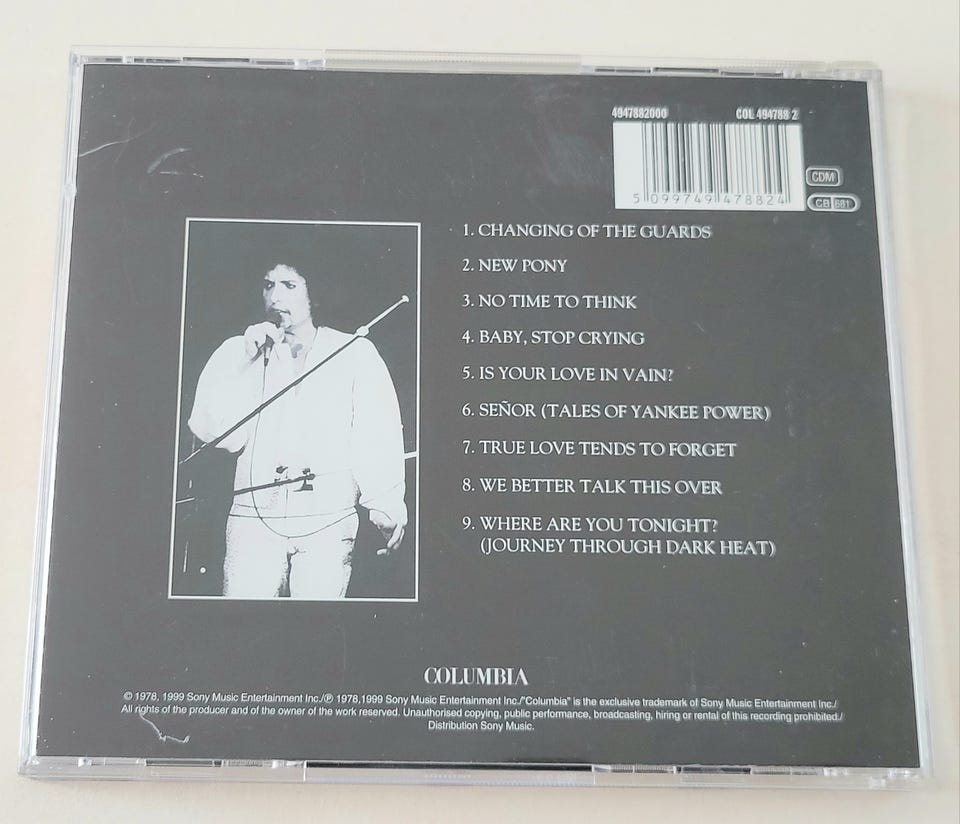 4947882000 COL 494788 2
5 099749 478824
CDM
CB 681
1. CHANGING OF THE GUARDS
2. NEW PONY
3. NO TIME TO THINK
4. BABY, STOP CRYING
5. IS YOUR LOVE IN VAIN?
6. SEÑOR (TALES OF YANKEE POWER)
7. TRUE LOVE TENDS TO FORGET
8. WE BETTER TALK THIS OVER
9. WHERE ARE YOU TONIGHT?
(JOURNEY THROUGH DARK HEAT)
COLUMBIA
© 1978, 1999 Sony Music Entertainment Inc./℗ 1978,1999 Sony Music Entertainment Inc./"Columbia" is the exclusive trademark of Sony Music Entertainment Inc./
All rights of the producer and of the owner of the work reserved. Unauthorised copying, public performance, broadcasting, hiring or rental of this recording prohibited./
Distribution Sony Music.